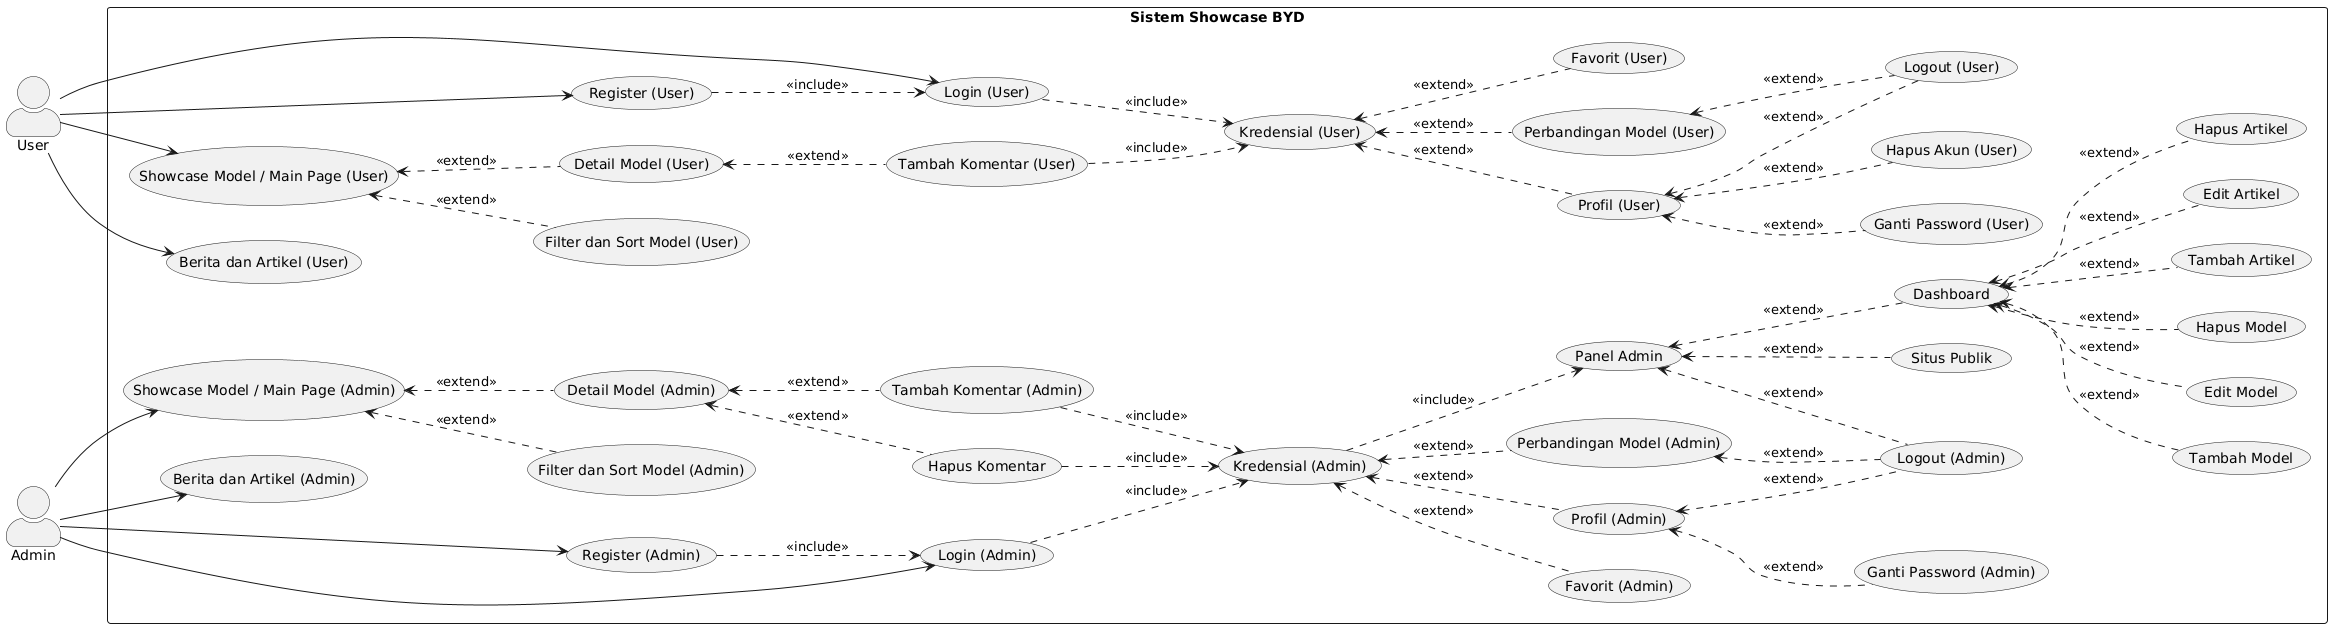 Sistem Showcase BYD
User
Register (User)
«include»
Login (User)
«include»
Kredensial (User)
«extend»
Favorit (User)
«extend»
Perbandingan Model (User)
«extend»
Logout (User)
«extend»
Profil (User)
«extend»
«extend»
Hapus Akun (User)
«extend»
Ganti Password (User)
Showcase Model / Main Page (User)
«extend»
Detail Model (User)
«extend»
Tambah Komentar (User)
«include»
«extend»
Filter dan Sort Model (User)
Berita dan Artikel (User)
Admin
Showcase Model / Main Page (Admin)
«extend»
Detail Model (Admin)
«extend»
Tambah Komentar (Admin)
«include»
«extend»
Hapus Komentar
«include»
«extend»
Filter dan Sort Model (Admin)
Berita dan Artikel (Admin)
Register (Admin)
«include»
Login (Admin)
«include»
Kredensial (Admin)
«include»
Panel Admin
«extend»
Dashboard
«extend»
Hapus Artikel
«extend»
Edit Artikel
«extend»
Tambah Artikel
«extend»
Hapus Model
«extend»
Edit Model
«extend»
Tambah Model
«extend»
Situs Publik
«extend»
Logout (Admin)
«extend»
Perbandingan Model (Admin)
«extend»
«extend»
Profil (Admin)
«extend»
«extend»
Ganti Password (Admin)
«extend»
Favorit (Admin)